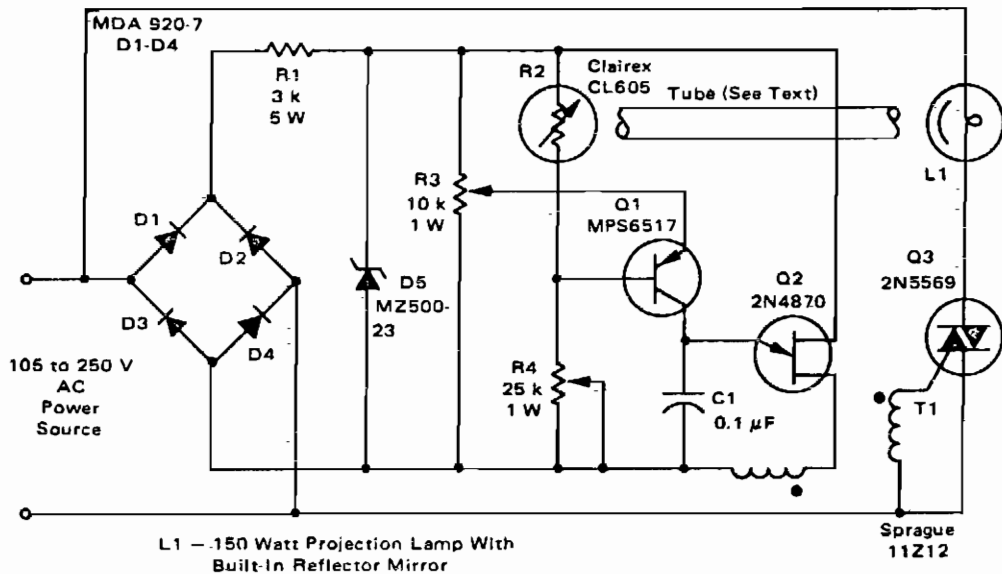 MDA 920-7
D1-D4
R1
3 k
5 W
R2
Clairex
CL605
Tube (See Text)
L1
R3
10 k
1 W
Q1
MPS6517
D1
D2
D3
D4
D5
MZ500-
23
Q2
2N4870
Q3
2N5569
105 to 250 V
AC
Power
Source
R4
25 k
1 W
C1
0.1 μF
T1
Sprague
11Z12
L1 – 150 Watt Projection Lamp With
Built-In Reflector Mirror